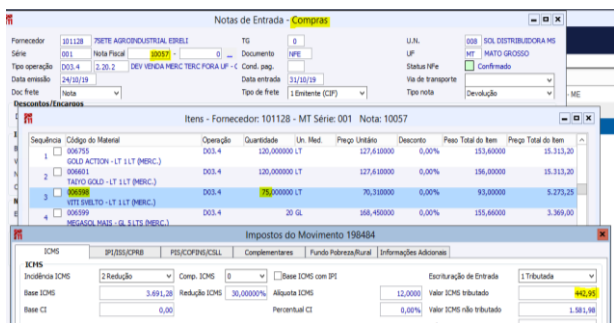 Notas de Entrada - Compras
Fornecedor 101128 7SETE AGROINDUSTRIAL EIRELI TG 0 U.N. 008 SOL DISTRIBUIDORA MS
Série 001 Nota Fiscal 10057 - 0 ... Documento NFE UF MT MATO GROSSO
Tipo operação D03.4 2.20.2 DEV VENDA MERC TERC FORA UF - C Cond. pag. Status NFe Confirmado
Data emissão 24/10/19 Data entrada 31/10/19 Via de transporte
Doc frete Nota Tipo de frete 1 Emitente (CIF) Tipo nota Devolução - ME
Descontos/Encargos
Itens - Fornecedor: 101128 - MT Série: 001 Nota: 10057
Sequência Código do Material Operação Quantidade Un. Med. Preço Unitário Desconto Peso Total do Item Preço Total do Item
1 006755 D03.4 120,000000 LT 127,610000 0,00% 153,60000 15.313,20
GOLD ACTION - LT 1 LT (MERC.)
2 006601 D03.4 120,000000 LT 127,610000 0,00% 156,00000 15.313,20
TAIYO GOLD - LT 1 LT (MERC.)
3 006598 D03.4 75,000000 LT 70,310000 0,00% 93,00000 5.273,25
VITI SVELTO - LT 1 LT (MERC.)
4 006599 D03.4 20 GL 168,450000 0,00% 155,66000 3.369,00
MEGASOL MAIS - GL 5 LTS (MERC.)
Impostos do Movimento 198484
ICMS IPI/ISS/CPRB PIS/COFINS/CSLL Complementares Fundo Pobreza/Rural Informações Adicionais
ICMS
Incidência ICMS 2 Redução Comp. ICMS 0 Base ICMS com IPI Escrituração de Entrada 1 Tributada
Base ICMS 3.691,28 Redução ICMS 30,00000% Alíquota ICMS 12,0000 Valor ICMS tributado 442,95
Base CI 0,00 Percentual CI 0,00% Valor ICMS não tributado 1.581,98